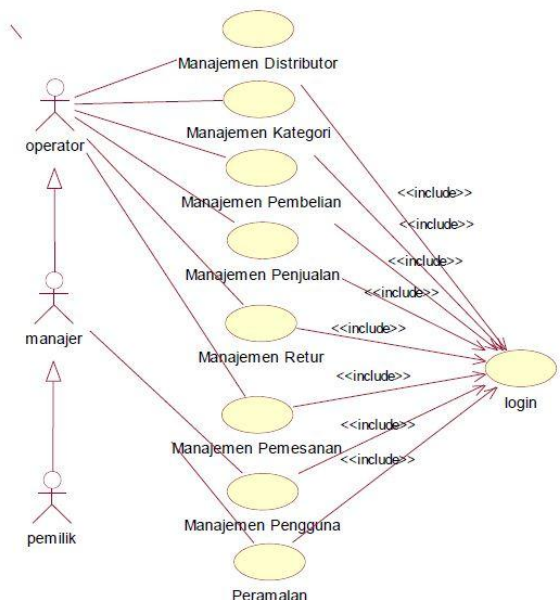 Manajemen Distributor
operator
Manajemen Kategori
Manajemen Pembelian
<<include>>
<<include>>
Manajemen Penjualan
<<include>>
<<include>>
manajer
Manajemen Retur
<<include>>
<<include>>
login
Manajemen Pemesanan
<<include>>
<<include>>
Manajemen Pengguna
pemilik
Peramalan